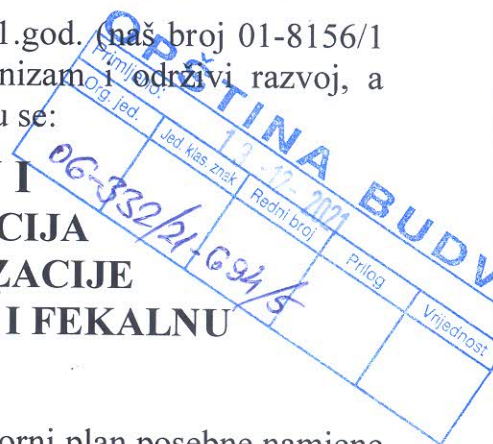 1.god. (naš broj 01-8156/1
nizam i održivi razvoj, a
u se:
I
CIJA
ZACIJE
I FEKALNU
orni plan posebne namjene
OPŠTINA BUDV
Primljeno: 13-12-2021
Org. jed. Jed. klas. znak Redni broj Prilog Vrijednost
06-332/21-694/5